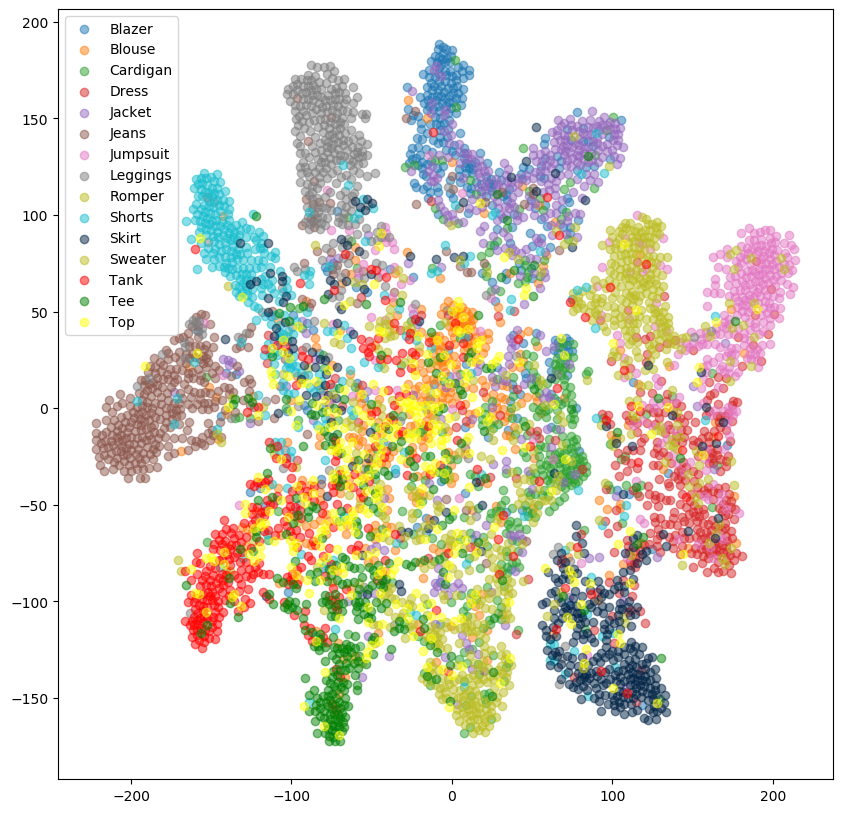 200
150
100
50
0
−50
−100
−150
Blazer
Blouse
Cardigan
Dress
Jacket
Jeans
Jumpsuit
Leggings
Romper
Shorts
Skirt
Sweater
Tank
Tee
Top
−200 −100 0 100 200